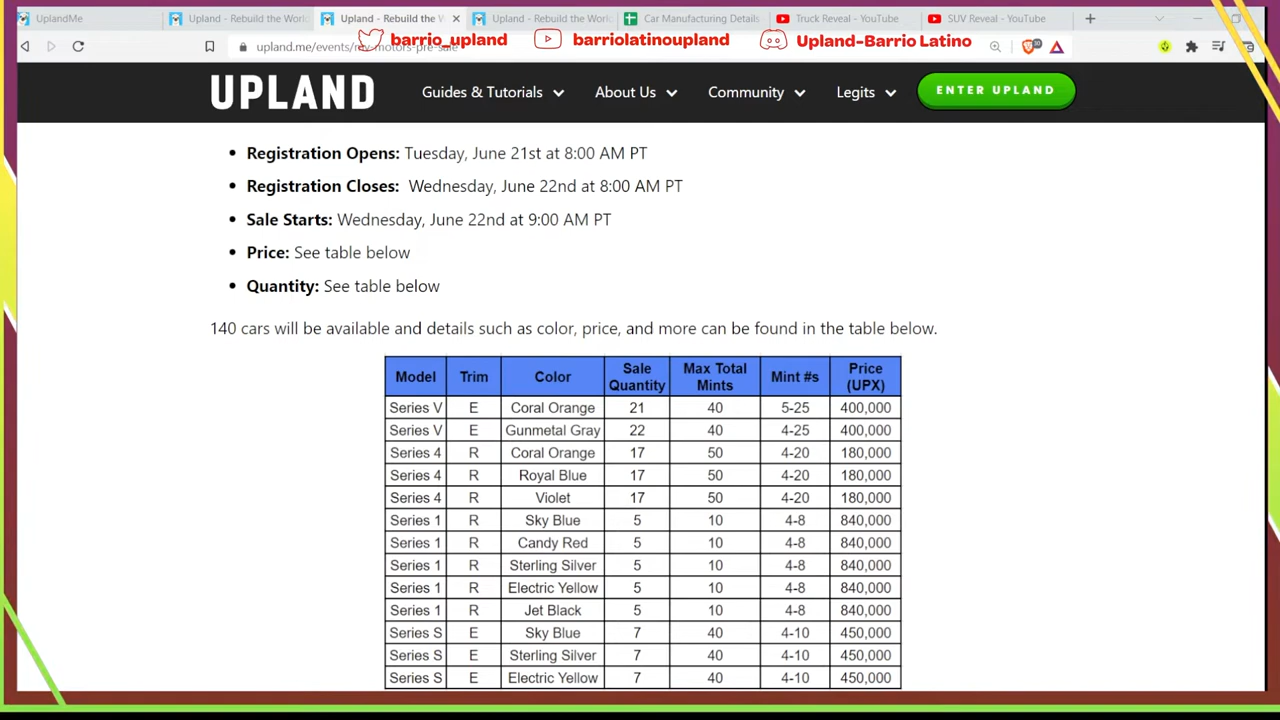 UplandMe
Upland - Rebuild the World
Upland - Rebuild the W
Upland - Rebuild the World
Car Manufacturing Details
Truck Reveal - YouTube
SUV Reveal - YouTube
upland.me/events/
barrio_upland
barriolatinoupland
Upland-Barrio Latino
UPLAND
Guides & Tutorials
About Us
Community
Legits
ENTER UPLAND
• Registration Opens: Tuesday, June 21st at 8:00 AM PT
• Registration Closes: Wednesday, June 22nd at 8:00 AM PT
• Sale Starts: Wednesday, June 22nd at 9:00 AM PT
• Price: See table below
• Quantity: See table below
140 cars will be available and details such as color, price, and more can be found in the table below.
Model Trim Color Sale Quantity Max Total Mints Mint #s Price (UPX)
Series V E Coral Orange 21 40 5-25 400,000
Series V E Gunmetal Gray 22 40 4-25 400,000
Series 4 R Coral Orange 17 50 4-20 180,000
Series 4 R Royal Blue 17 50 4-20 180,000
Series 4 R Violet 17 50 4-20 180,000
Series 1 R Sky Blue 5 10 4-8 840,000
Series 1 R Candy Red 5 10 4-8 840,000
Series 1 R Sterling Silver 5 10 4-8 840,000
Series 1 R Electric Yellow 5 10 4-8 840,000
Series 1 R Jet Black 5 10 4-8 840,000
Series S E Sky Blue 7 40 4-10 450,000
Series S E Sterling Silver 7 40 4-10 450,000
Series S E Electric Yellow 7 40 4-10 450,000